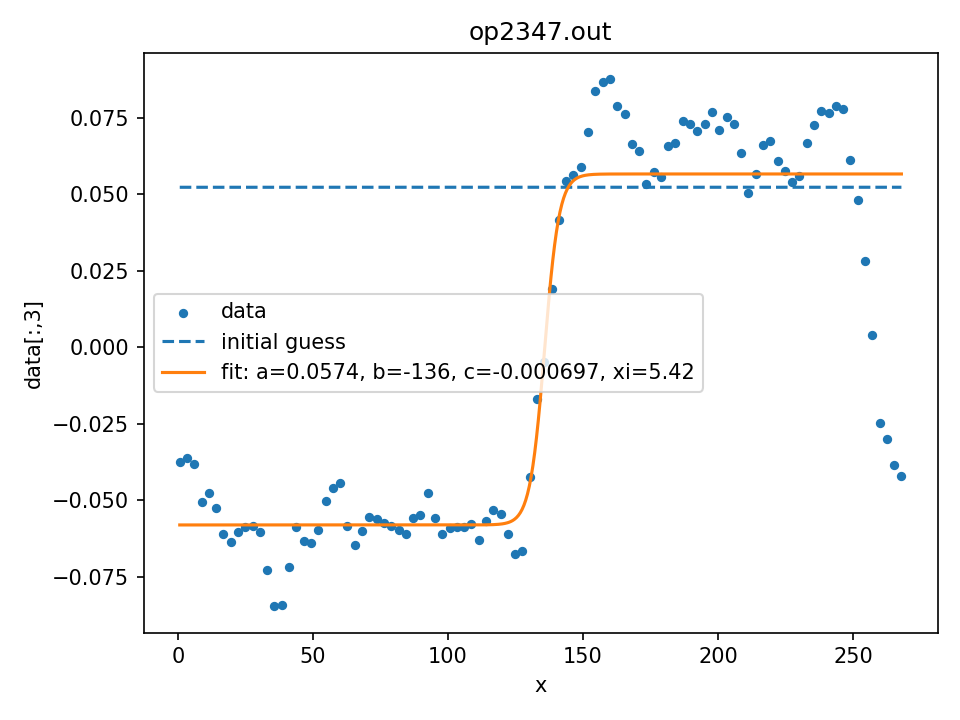 op2347.out
data[:,3]
0.075
0.050
0.025
0.000
−0.025
−0.050
−0.075
data
initial guess
fit: a=0.0574, b=-136, c=-0.000697, xi=5.42
0 50 100 150 200 250
x